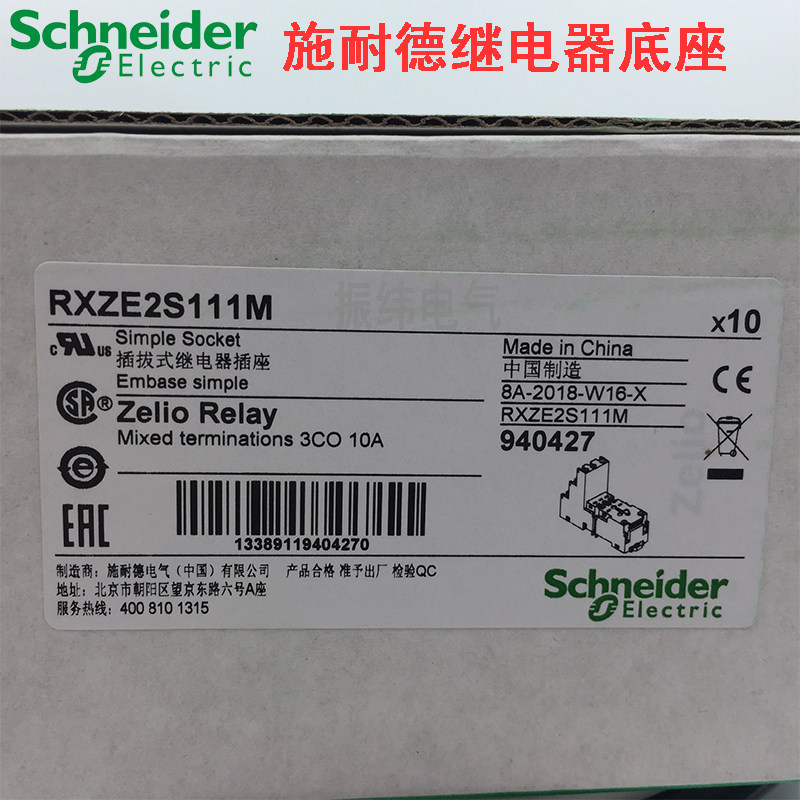 Schneider
Electric
施耐德继电器底座
RXZE2S111M
振纬电气
x10
c UR US
Simple Socket
插拔式继电器插座
Embase simple
SA ®
Zelio Relay
Mixed terminations 3CO 10A
Made in China
中国制造
8A-2018-W16-X
RXZE2S111M
940427
CE
Zelio
EAC
13389119404270
制造商：施耐德电气（中国）有限公司 产品合格 准予出厂 检验QC
地址：北京市朝阳区望京东路六号A座
服务热线：400 810 1315
Schneider
Electric